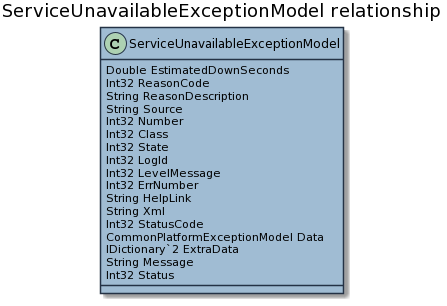 ServiceUnavailableExceptionModel relationship
C ServiceUnavailableExceptionModel
Double EstimatedDownSeconds
Int32 ReasonCode
String ReasonDescription
String Source
Int32 Number
Int32 Class
Int32 State
Int32 LogId
Int32 LevelMessage
Int32 ErrNumber
String HelpLink
String Xml
Int32 StatusCode
CommonPlatformExceptionModel Data
IDictionary`2 ExtraData
String Message
Int32 Status